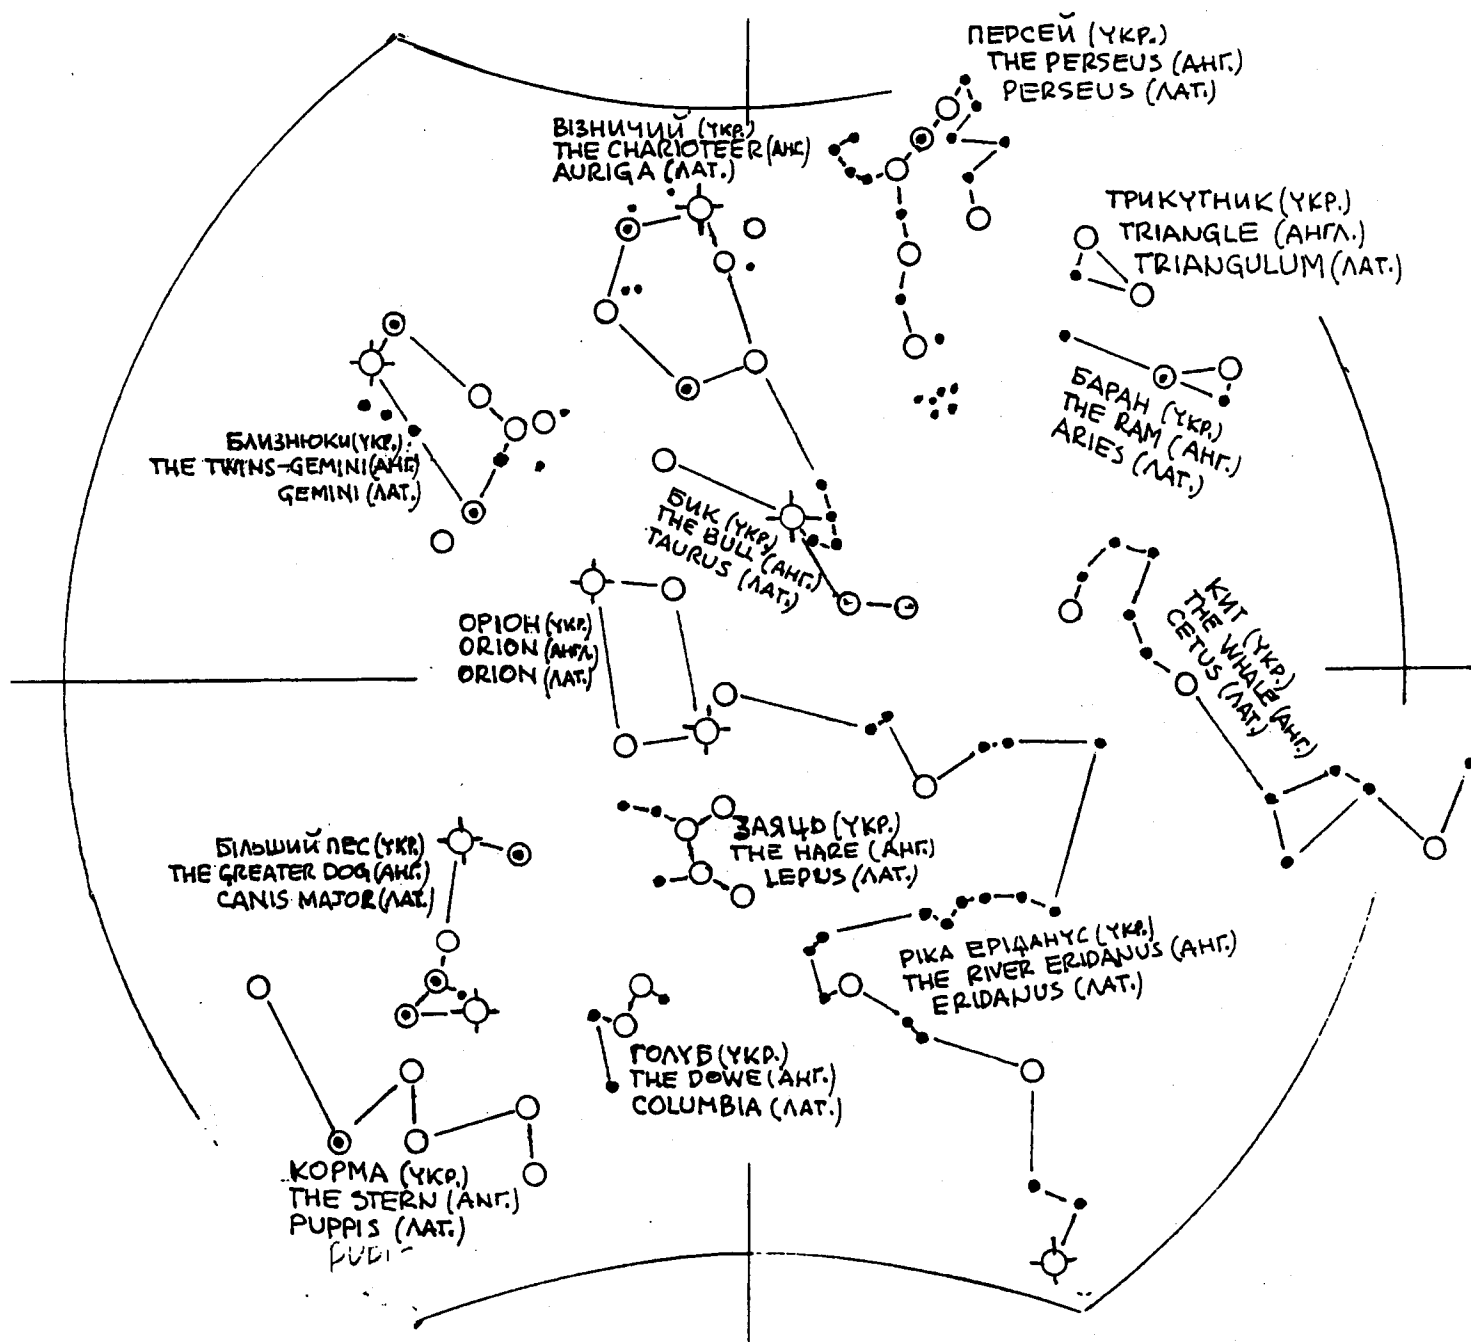 ПЕРСЕЙ (УКР.)
THE PERSEUS (АНГ.)
PERSEUS (ЛАТ.)
ВІЗНИЧИЙ (УКР.)
THE CHARIOTEER (АНГ
AURIGA (ЛАТ.)
ТРИКУТНИК (УКР.)
TRIANGLE (АНГЛ.)
TRIANGULUM (ЛАТ.)
БАРАН (УКР.)
THE RAM (АНГ.)
ARIES (ЛАТ.)
БЛИЗНЮКИ (УКР.)
THE TWINS-GEMINI (АНГ.)
GEMINI (ЛАТ.)
БИК (УКР.)
THE BULL (АНГ.)
TAURUS (ЛАТ.)
КИТ (УКР.)
THE WHALE (АНГ.)
CETUS (ЛАТ.)
ОРІОН (УКР.)
ORION (АНГЛ.)
ORION (ЛАТ.)
БІЛЬШИЙ ПЕС (УКР.)
THE GREATER DOG (АНГ.)
CANIS MAJOR (ЛАТ.)
ЗАЯЦЬ (УКР.)
THE HARE (АНГ.)
LEPUS (ЛАТ.)
РІКА ЕРІДАНУС (УКР.)
THE RIVER ERIDANUS (АНГ.)
ERIDANUS (ЛАТ.)
ГОЛУБ (УКР.)
THE DOWE (АНГ.)
COLUMBIA (ЛАТ.)
КОРМА (УКР.)
THE STERN (АНГ.)
PUPPIS (ЛАТ.)